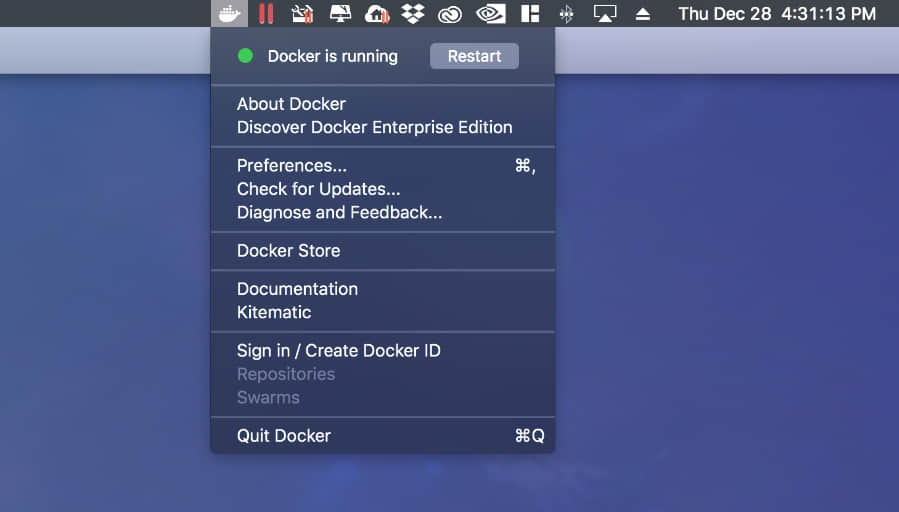 Thu Dec 28 4:31:13 PM
Docker is running Restart
About Docker
Discover Docker Enterprise Edition
Preferences... ⌘,
Check for Updates...
Diagnose and Feedback...
Docker Store
Documentation
Kitematic
Sign in / Create Docker ID
Repositories
Swarms
Quit Docker ⌘Q